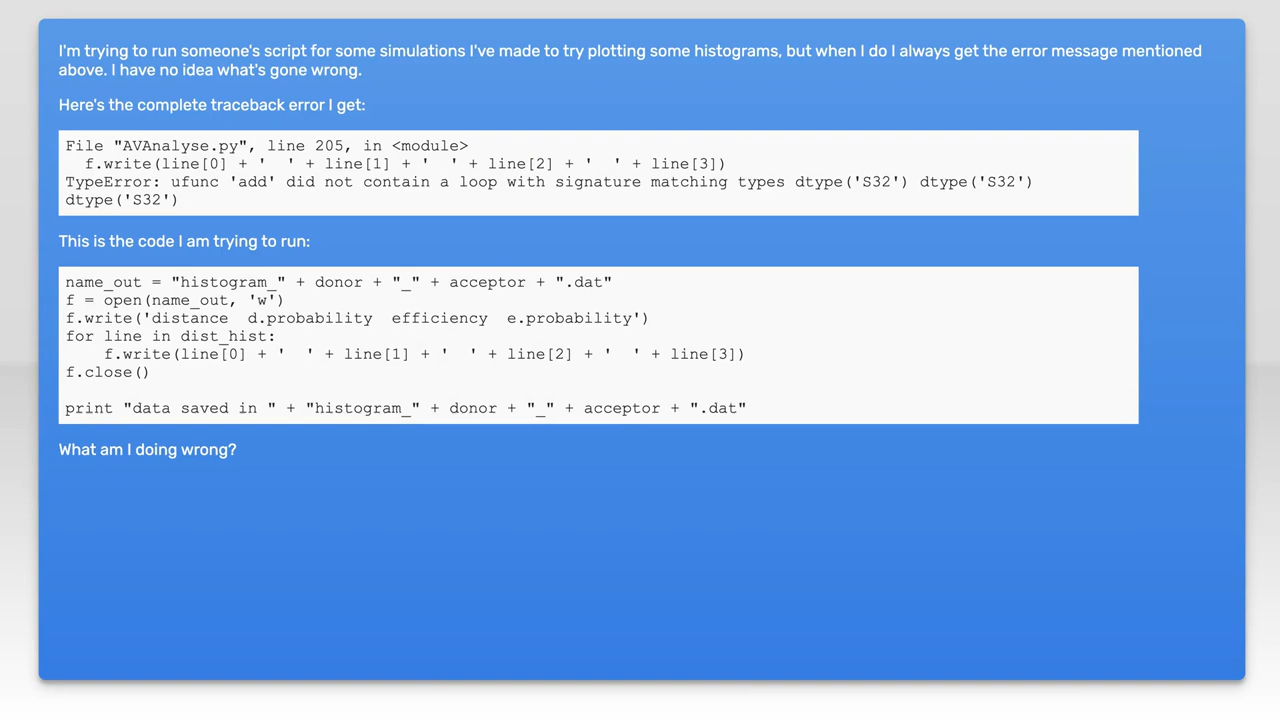 I'm trying to run someone's script for some simulations I've made to try plotting some histograms, but when I do I always get the error message mentioned
above. I have no idea what's gone wrong.
Here's the complete traceback error I get:
File "AVAnalyse.py", line 205, in <module>
  f.write(line[0] + '  ' + line[1] + '  ' + line[2] + '  ' + line[3])
TypeError: ufunc 'add' did not contain a loop with signature matching types dtype('S32') dtype('S32')
dtype('S32')
This is the code I am trying to run:
name_out = "histogram_" + donor + "_" + acceptor + ".dat"
f = open(name_out, 'w')
f.write('distance  d.probability  efficiency  e.probability')
for line in dist_hist:
    f.write(line[0] + '  ' + line[1] + '  ' + line[2] + '  ' + line[3])
f.close()
print "data saved in " + "histogram_" + donor + "_" + acceptor + ".dat"
What am I doing wrong?